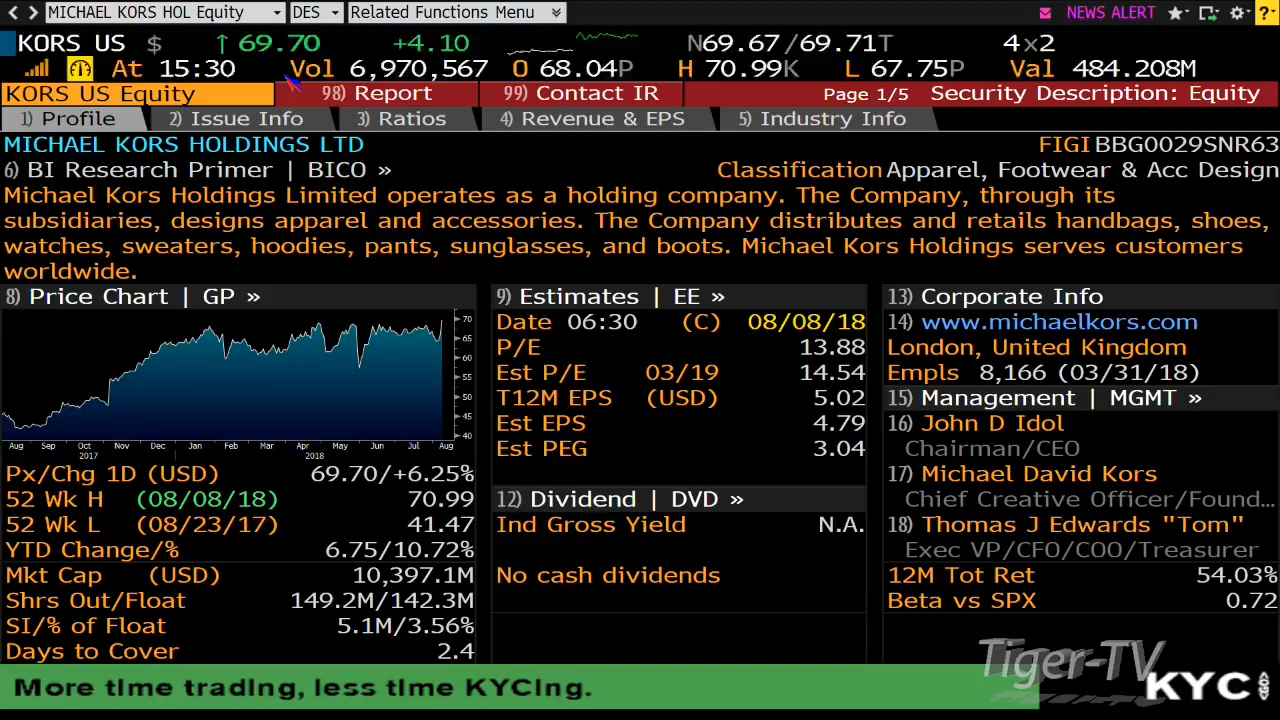 MICHAEL KORS HOL Equity DES Related Functions Menu NEWS ALERT ?
KORS US $ ↑ 69.70 +4.10 N69.67 /69.71T 4×2
At 15:30 Vol 6,970,567 O 68.04P H 70.99K L 67.75P Val 484.208M
KORS US Equity 98) Report 99) Contact IR Page 1/5 Security Description: Equity
1) Profile 2) Issue Info 3) Ratios 4) Revenue & EPS 5) Industry Info
MICHAEL KORS HOLDINGS LTD FIGI BBG0029SNR63
6) BI Research Primer | BICO » Classification Apparel, Footwear & Acc Design
Michael Kors Holdings Limited operates as a holding company. The Company, through its
subsidiaries, designs apparel and accessories. The Company distributes and retails handbags, shoes,
watches, sweaters, hoodies, pants, sunglasses, and boots. Michael Kors Holdings serves customers
worldwide.
8) Price Chart | GP »
70
65
60
55
50
45
40
Aug Sep Oct Nov Dec Jan Feb Mar Apr May Jun Jul Aug
2017 2018
Px/Chg 1D (USD) 69.70/+6.25%
52 Wk H (08/08/18) 70.99
52 Wk L (08/23/17) 41.47
YTD Change/% 6.75/10.72%
Mkt Cap (USD) 10,397.1M
Shrs Out/Float 149.2M/142.3M
SI/% of Float 5.1M/3.56%
Days to Cover 2.4
9) Estimates | EE »
Date 06:30 (C) 08/08/18
P/E 13.88
Est P/E 03/19 14.54
T12M EPS (USD) 5.02
Est EPS 4.79
Est PEG 3.04
12) Dividend | DVD »
Ind Gross Yield N.A.
No cash dividends
13) Corporate Info
14) www.michaelkors.com
London, United Kingdom
Empls 8,166 (03/31/18)
15) Management | MGMT »
16) John D Idol
Chairman/CEO
17) Michael David Kors
Chief Creative Officer/Found...
18) Thomas J Edwards "Tom"
Exec VP/CFO/COO/Treasurer
12M Tot Ret 54.03%
Beta vs SPX 0.72
Tiger-TV
More time trading, less time KYCing.
KYC